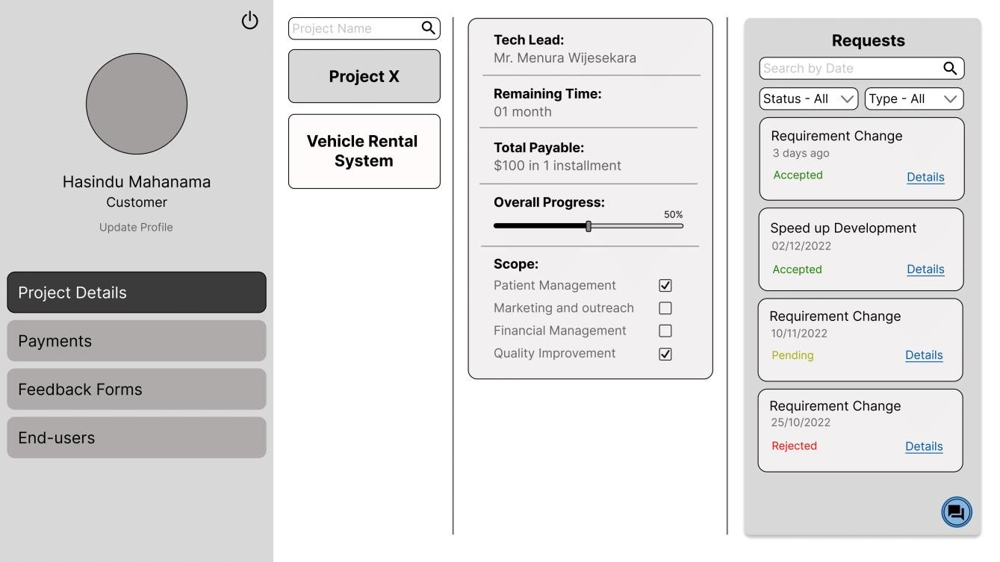 Hasindu Mahanama
Customer
Update Profile
Project Details
Payments
Feedback Forms
End-users
Project Name
Project X
Vehicle Rental
System
Tech Lead:
Mr. Menura Wijesekara
Remaining Time:
01 month
Total Payable:
$100 in 1 installment
Overall Progress:
50%
Scope:
Patient Management
Marketing and outreach
Financial Management
Quality Improvement
Requests
Search by Date
Status - All
Type - All
Requirement Change
3 days ago
Accepted
Details
Speed up Development
02/12/2022
Accepted
Details
Requirement Change
10/11/2022
Pending
Details
Requirement Change
25/10/2022
Rejected
Details